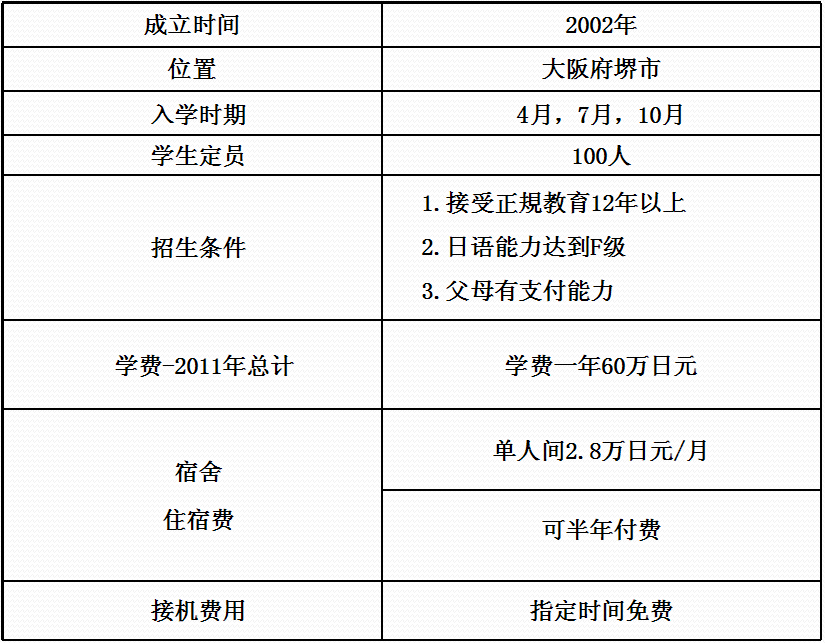 成立时间
2002年
位置
大阪府堺市
入学时期
4月，7月，10月
学生定员
100人
招生条件
1.接受正規教育12年以上
2.日语能力达到F级
3.父母有支付能力
学费-2011年总计
学费一年60万日元
宿舍
住宿费
单人间2.8万日元/月
可半年付费
接机费用
指定时间免费